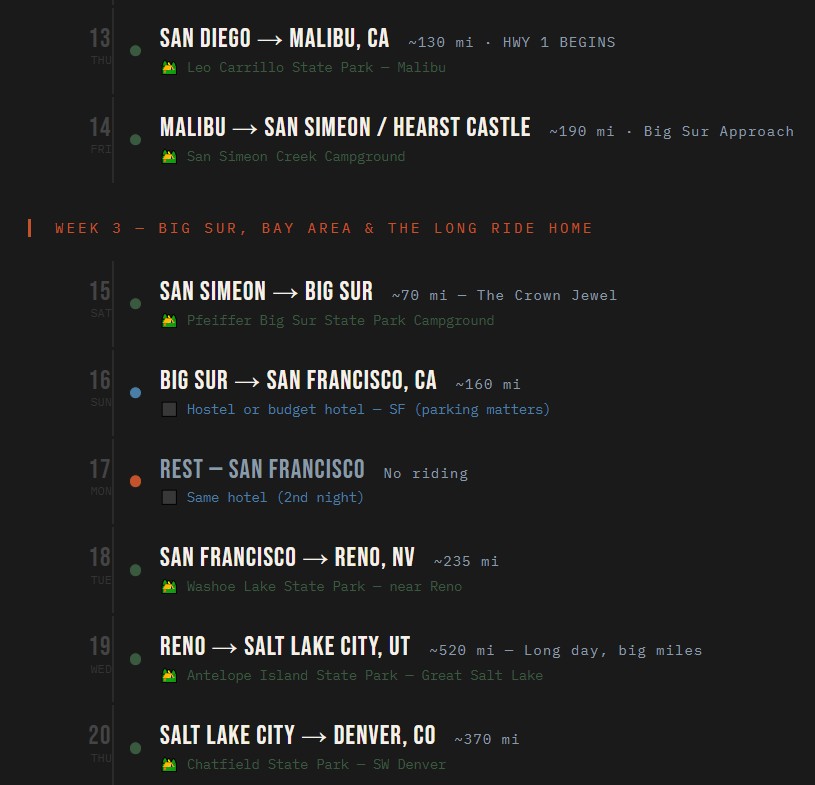 13 SAN DIEGO → MALIBU, CA ~130 mi · HWY 1 BEGINS
THU Leo Carrillo State Park — Malibu
14 MALIBU → SAN SIMEON / HEARST CASTLE ~190 mi · Big Sur Approach
FRI San Simeon Creek Campground
WEEK 3 — BIG SUR, BAY AREA & THE LONG RIDE HOME
15 SAN SIMEON → BIG SUR ~70 mi — The Crown Jewel
SAT Pfeiffer Big Sur State Park Campground
16 BIG SUR → SAN FRANCISCO, CA ~160 mi
SUN Hostel or budget hotel — SF (parking matters)
17 REST — SAN FRANCISCO No riding
MON Same hotel (2nd night)
18 SAN FRANCISCO → RENO, NV ~235 mi
TUE Washoe Lake State Park — near Reno
19 RENO → SALT LAKE CITY, UT ~520 mi — Long day, big miles
WED Antelope Island State Park — Great Salt Lake
20 SALT LAKE CITY → DENVER, CO ~370 mi
THU Chatfield State Park — SW Denver